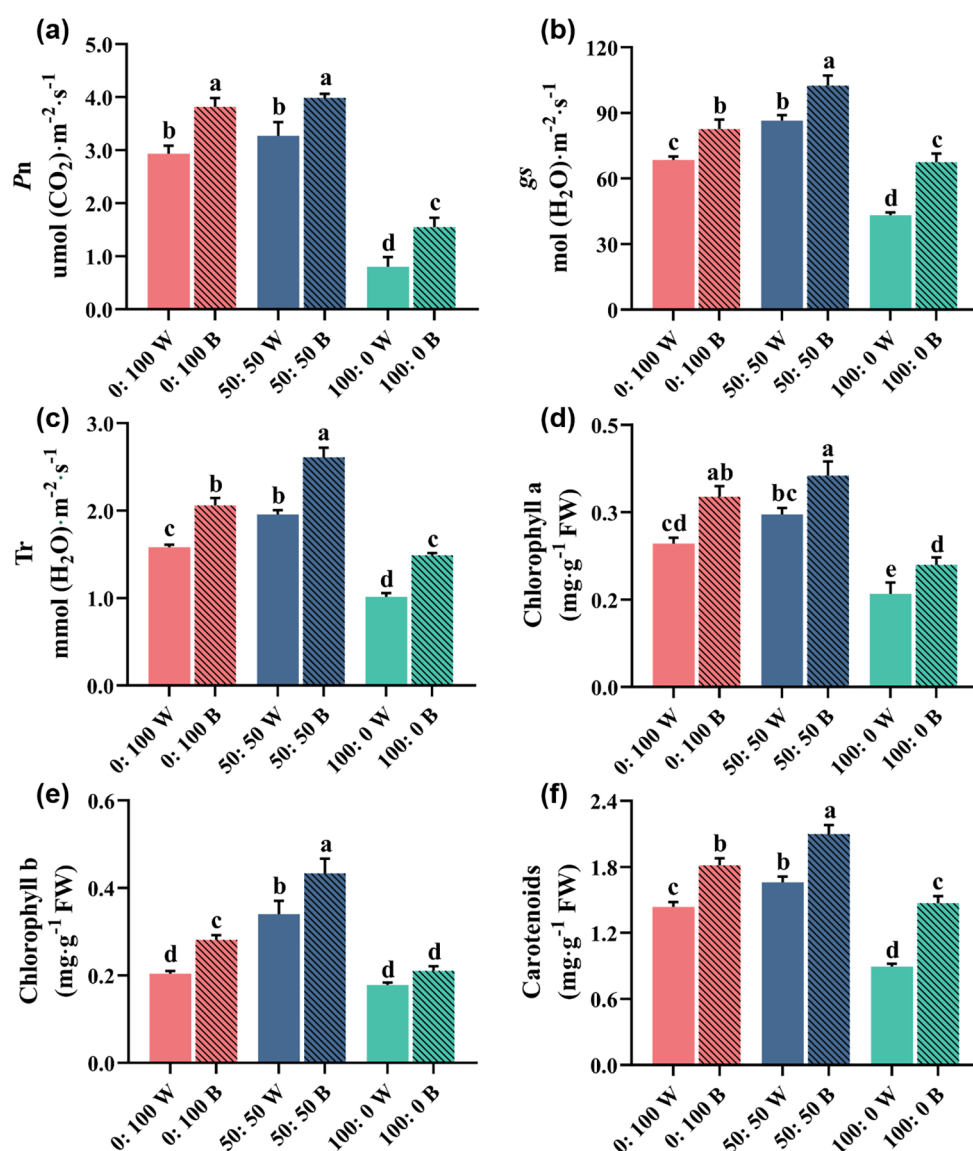 (a)
Pn
umol (CO₂)·m⁻²·s⁻¹
5.0
4.0
3.0
2.0
1.0
0.0
b
a
b
a
d
c
0: 100 W
0: 100 B
50: 50 W
50: 50 B
100: 0 W
100: 0 B
(b)
gs
mol (H₂O)·m⁻²·s⁻¹
120
90
60
30
0
c
b
b
a
d
c
0: 100 W
0: 100 B
50: 50 W
50: 50 B
100: 0 W
100: 0 B
(c)
Tr
mmol (H₂O)·m⁻²·s⁻¹
3.0
2.0
1.0
0.0
c
b
b
a
d
c
0: 100 W
0: 100 B
50: 50 W
50: 50 B
100: 0 W
100: 0 B
(d)
Chlorophyll a
(mg·g⁻¹ FW)
0.5
0.3
0.2
0.0
cd
ab
bc
a
e
d
0: 100 W
0: 100 B
50: 50 W
50: 50 B
100: 0 W
100: 0 B
(e)
Chlorophyll b
(mg·g⁻¹ FW)
0.6
0.4
0.2
0.0
d
c
b
a
d
d
0: 100 W
0: 100 B
50: 50 W
50: 50 B
100: 0 W
100: 0 B
(f)
Carotenoids
(mg·g⁻¹ FW)
2.4
1.8
1.2
0.6
0.0
c
b
b
a
d
c
0: 100 W
0: 100 B
50: 50 W
50: 50 B
100: 0 W
100: 0 B